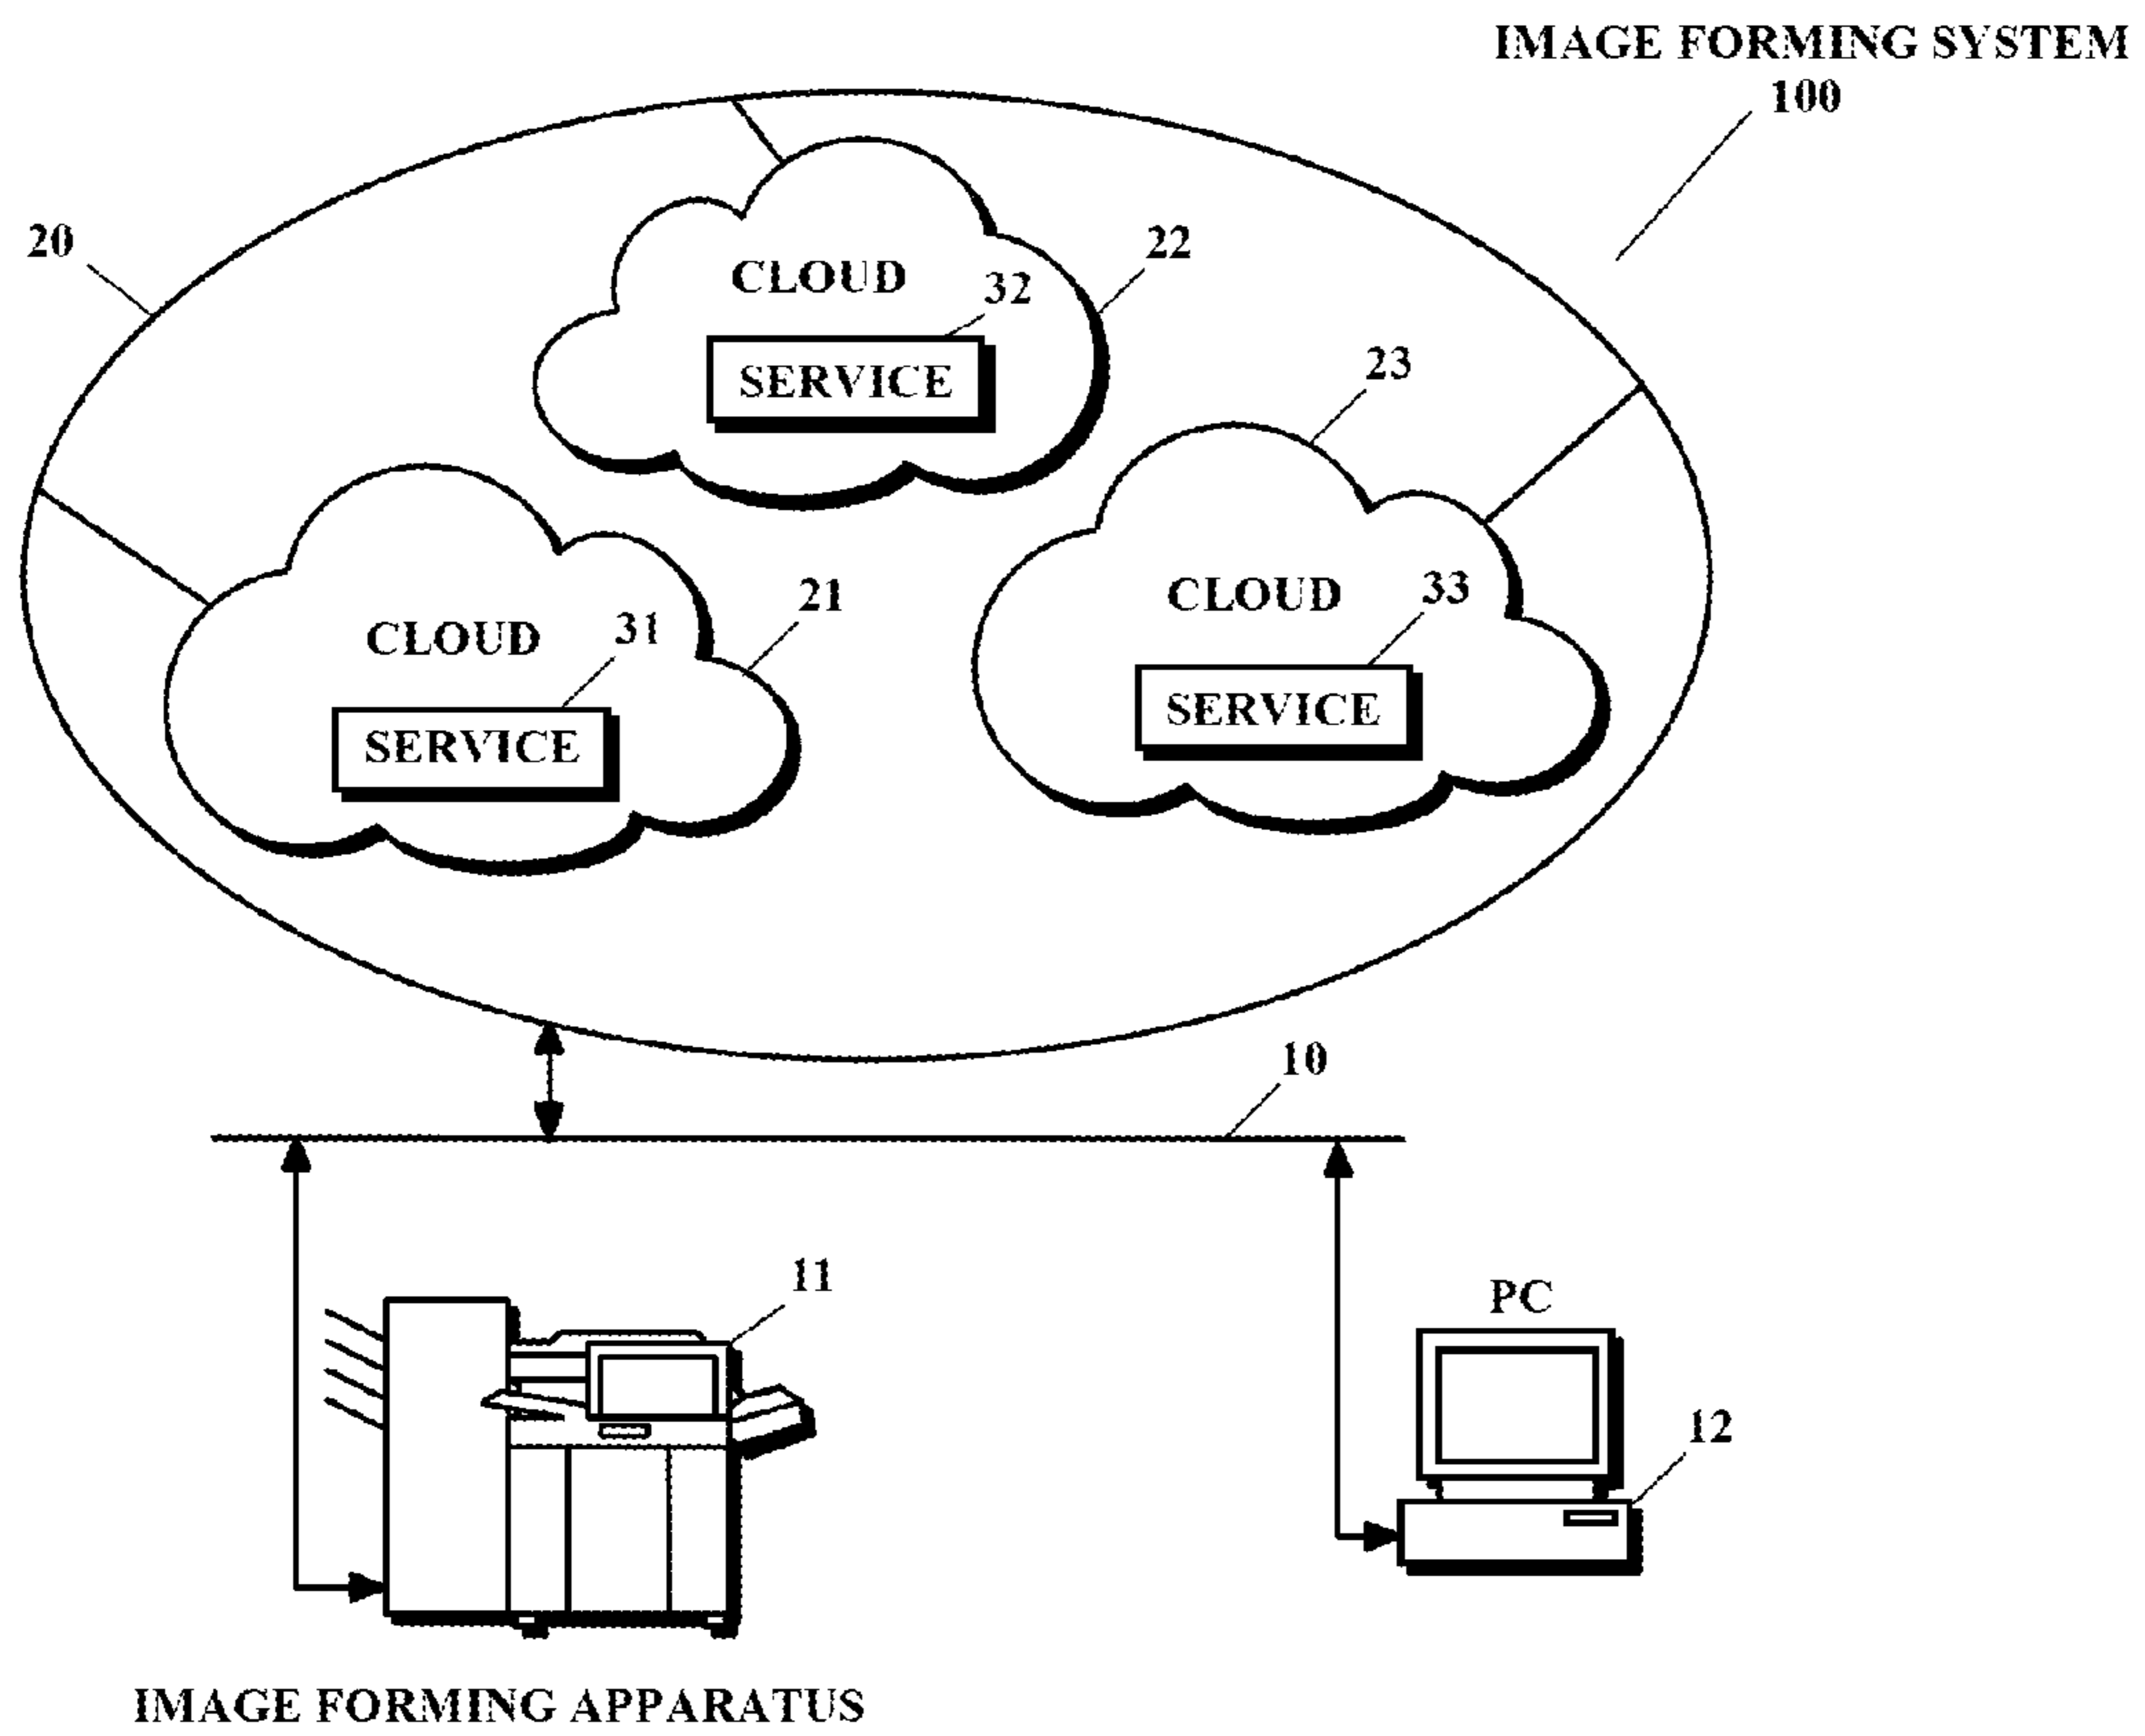 IMAGE FORMING SYSTEM
100
20
22
CLOUD
32
SERVICE
23
CLOUD
33
SERVICE
21
CLOUD
31
SERVICE
10
11
PC
12
IMAGE FORMING APPARATUS